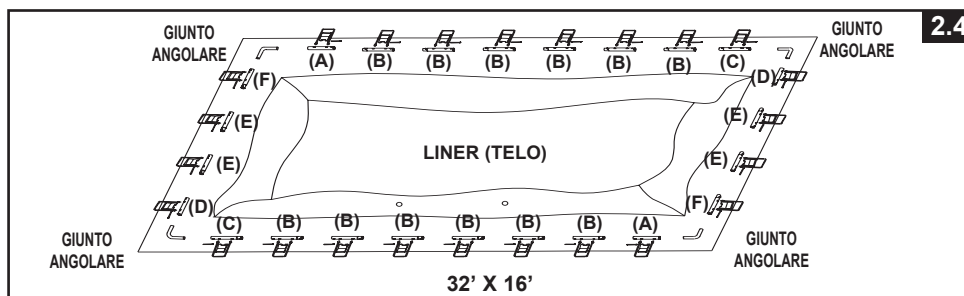 2.4
GIUNTO
ANGOLARE
GIUNTO
ANGOLARE
(A) (B) (B) (B) (B) (B) (B) (C)
(F) (D)
(E) (E)
LINER (TELO)
(E) (E)
(D) (F)
(C) (B) (B) (B) (B) (B) (B) (A)
GIUNTO
ANGOLARE
GIUNTO
ANGOLARE
32' X 16'